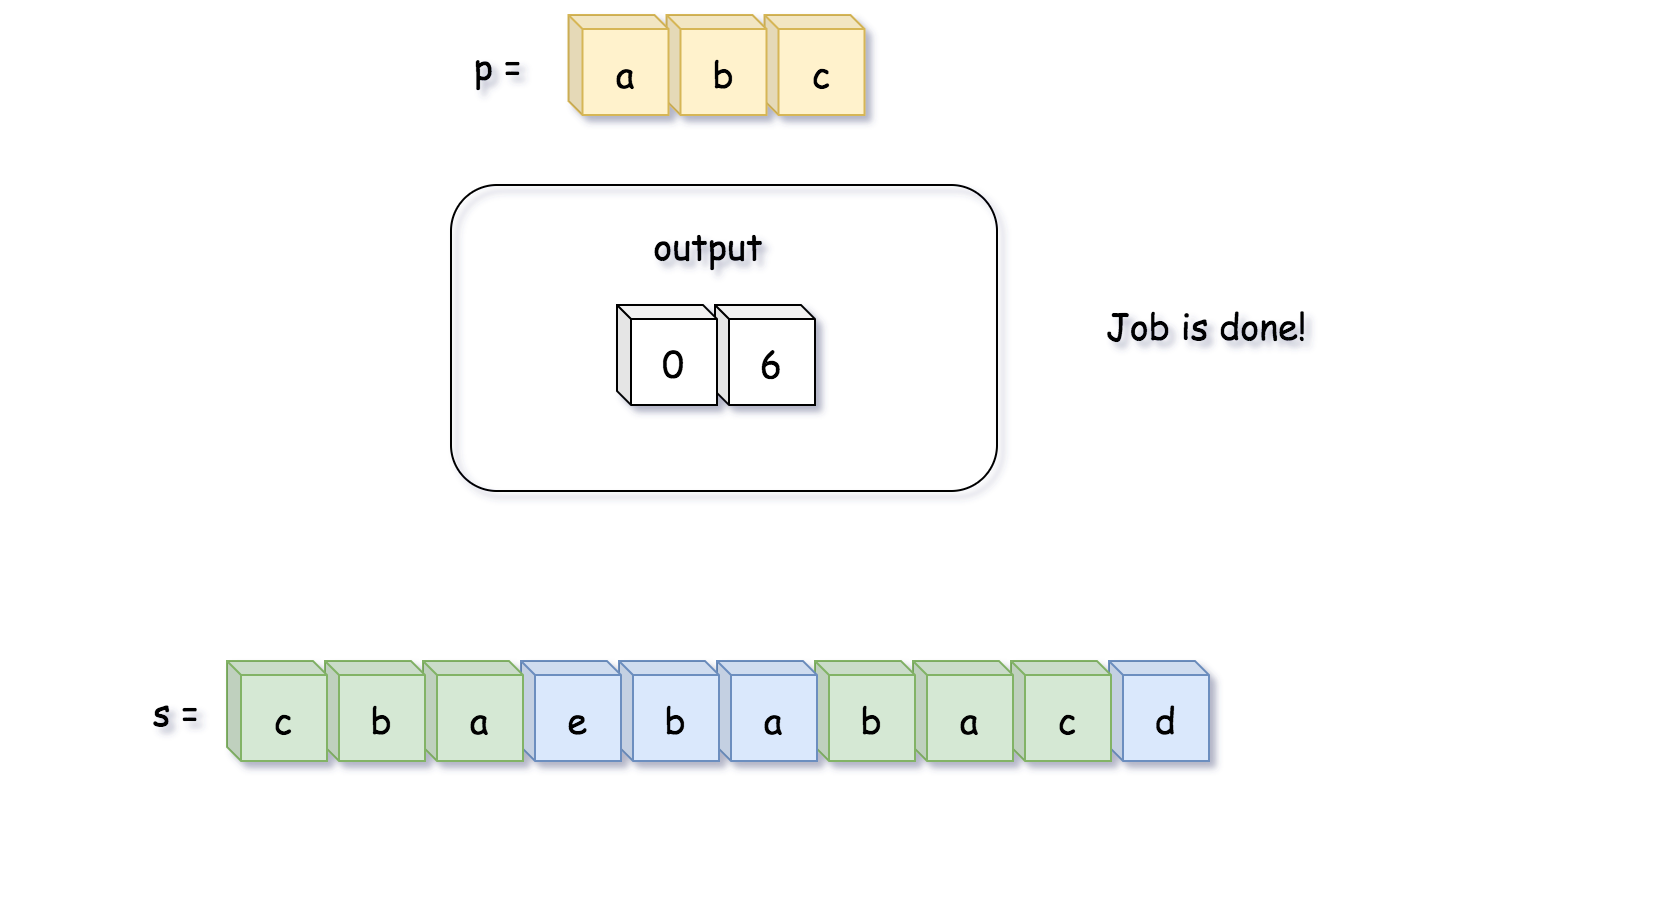 p = a b c
output
0 6
Job is done!
s = c b a e b a b a c d